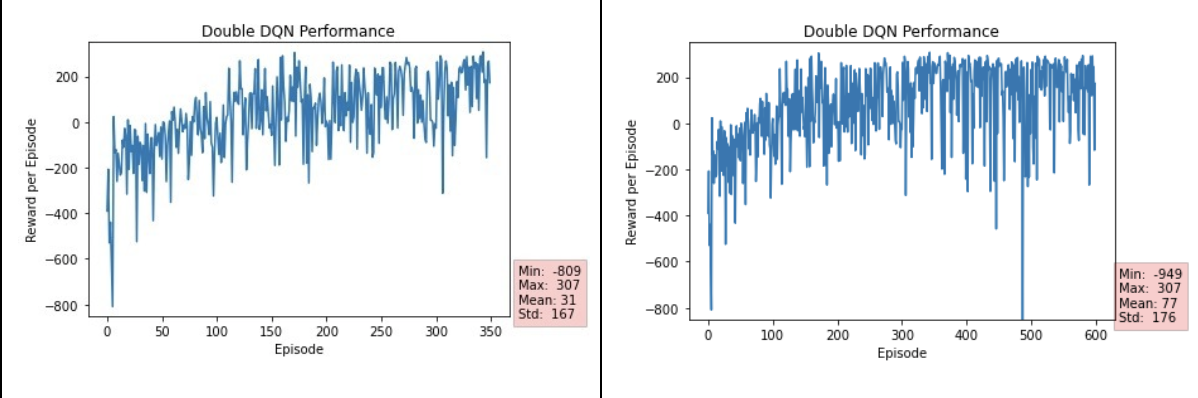 Double DQN Performance
Reward per Episode
200
0
−200
−400
−600
−800
0 50 100 150 200 250 300 350
Episode
Min: -809
Max: 307
Mean: 31
Std: 167
Double DQN Performance
Reward per Episode
200
0
−200
−400
−600
−800
0 100 200 300 400 500 600
Episode
Min: -949
Max: 307
Mean: 77
Std: 176